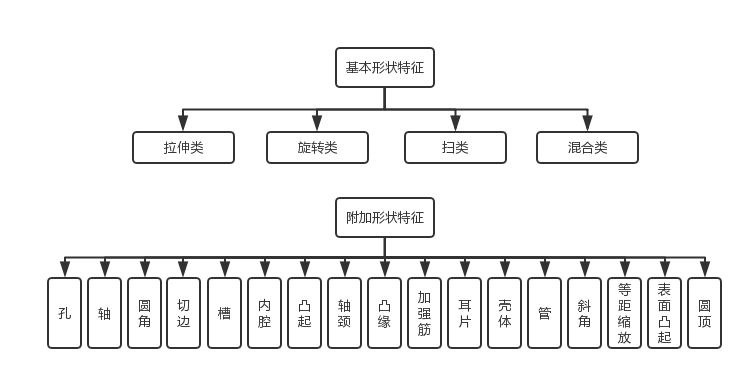 基本形状特征
拉伸类
旋转类
扫类
混合类
附加形状特征
孔
轴
圆
角
切
边
槽
内
腔
凸
起
轴
颈
凸
缘
加
强
筋
耳
片
壳
体
管
斜
角
等
距
缩
放
表
面
凸
起
圆
顶